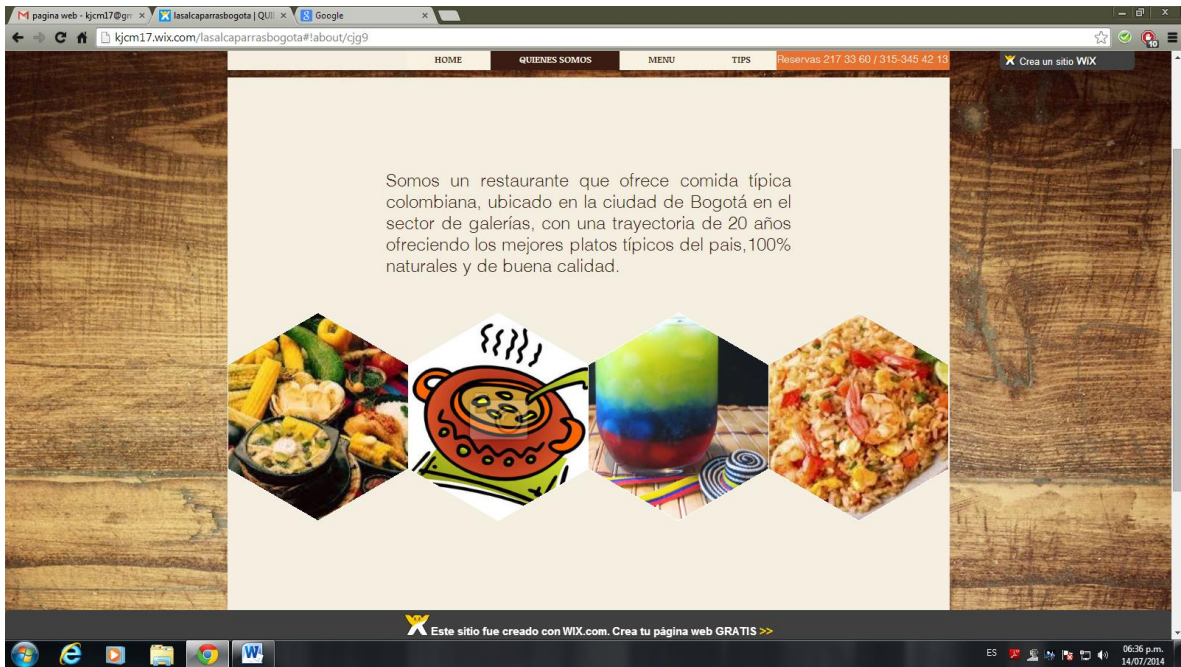 pagina web - kjcm17@gm
lasalcaparrasbogota | QUI
Google
kjcm17.wix.com/lasalcaparrasbogota#!about/cjg9
10
HOME
QUIENES SOMOS
MENU
TIPS
Reservas 217 33 60 / 315-345 42 13
Crea un sitio WiX
Somos un restaurante que ofrece comida típica
colombiana, ubicado en la ciudad de Bogotá en el
sector de galerías, con una trayectoria de 20 años
ofreciendo los mejores platos típicos del pais,100%
naturales y de buena calidad.
Este sitio fue creado con WIX.com. Crea tu página web GRATIS >>
ES
06:36 p.m.
14/07/2014